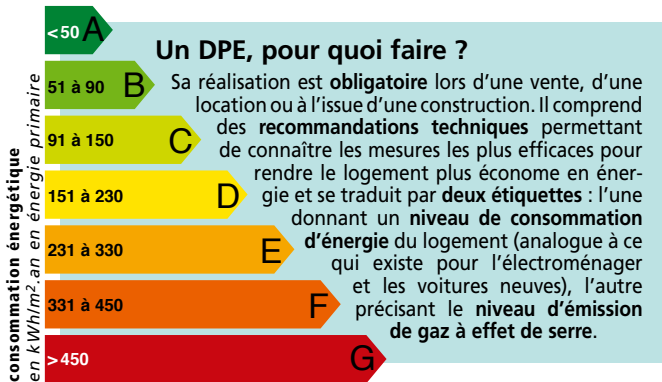 consommation énergétique
en kWh/m².an en énergie primaire
<50 A
51 à 90 B
91 à 150 C
151 à 230 D
231 à 330 E
331 à 450 F
>450 G
Un DPE, pour quoi faire ?
Sa réalisation est obligatoire lors d'une vente, d'une
location ou à l'issue d'une construction. Il comprend
des recommandations techniques permettant
de connaître les mesures les plus efficaces pour
rendre le logement plus économe en éner-
gie et se traduit par deux étiquettes : l'une
donnant un niveau de consommation
d'énergie du logement (analogue à ce
qui existe pour l'électroménager
et les voitures neuves), l'autre
précisant le niveau d'émission
de gaz à effet de serre.